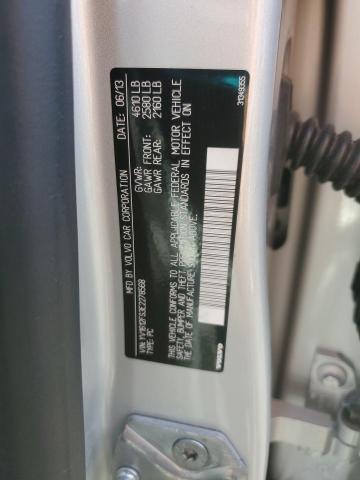 MFD BY VOLVO CAR CORPORATION DATE: 06/13
GVWR: 4610 LB
GAWR FRONT: 2580 LB
GAWR REAR: 2160 LB
THIS VEHICLE CONFORMS TO ALL APPLICABLE FEDERAL MOTOR VEHICLE
SAFETY, BUMPER AND THEFT PREVENTION STANDARDS IN EFFECT ON
THE DATE OF MANUFACTURE SHOWN ABOVE.
TYPE: PC
VOLVO
31349355